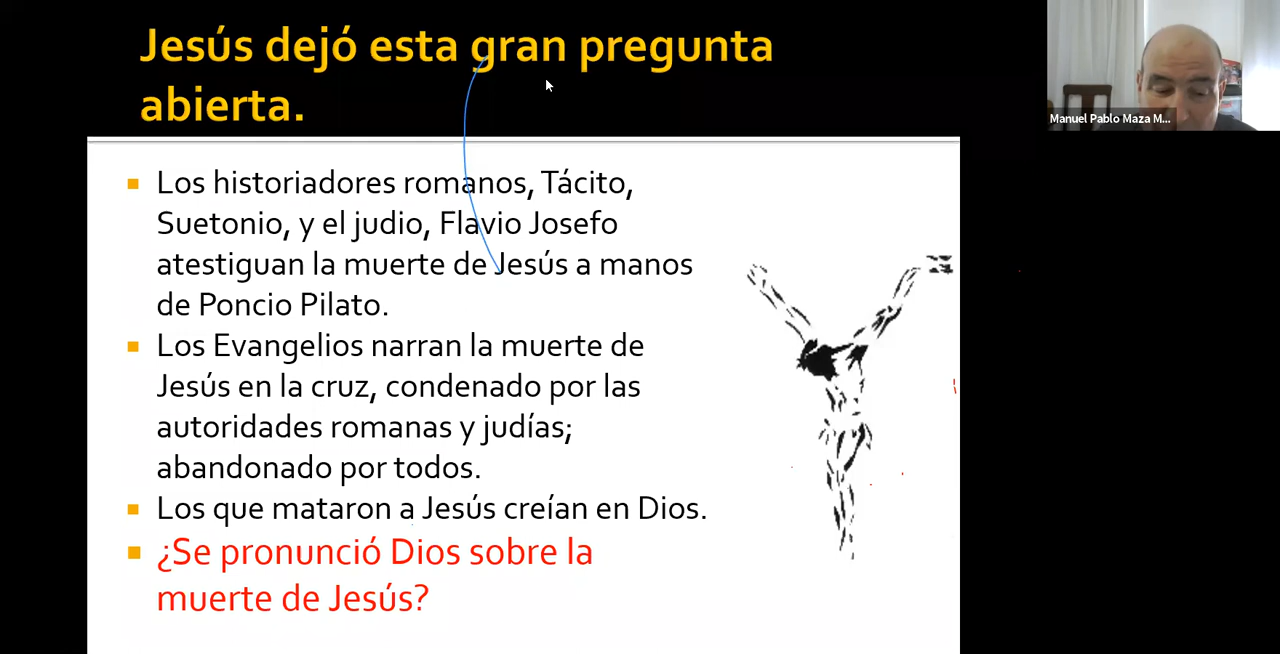 Jesús dejó esta gran pregunta
abierta.
Los historiadores romanos, Tácito,
Suetonio, y el judio, Flavio Josefo
atestiguan la muerte de Jesús a manos
de Poncio Pilato.
Los Evangelios narran la muerte de
Jesús en la cruz, condenado por las
autoridades romanas y judías;
abandonado por todos.
Los que mataron a Jesús creían en Dios.
¿Se pronunció Dios sobre la
muerte de Jesús?
Manuel Pablo Maza M...